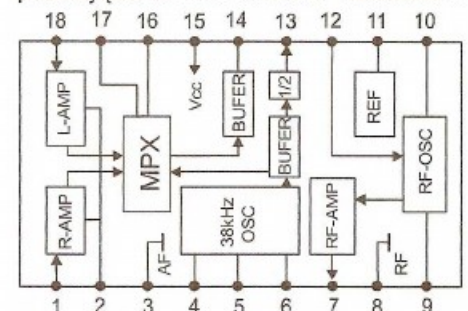 18 17 16 15 14 13 12 11 10
L-AMP
Vcc
BUFER
1/2
REF
MPX
BUFER
RF-OSC
R-AMP
AF
38kHz
OSC
RF-AMP
RF
1 2 3 4 5 6 7 8 9